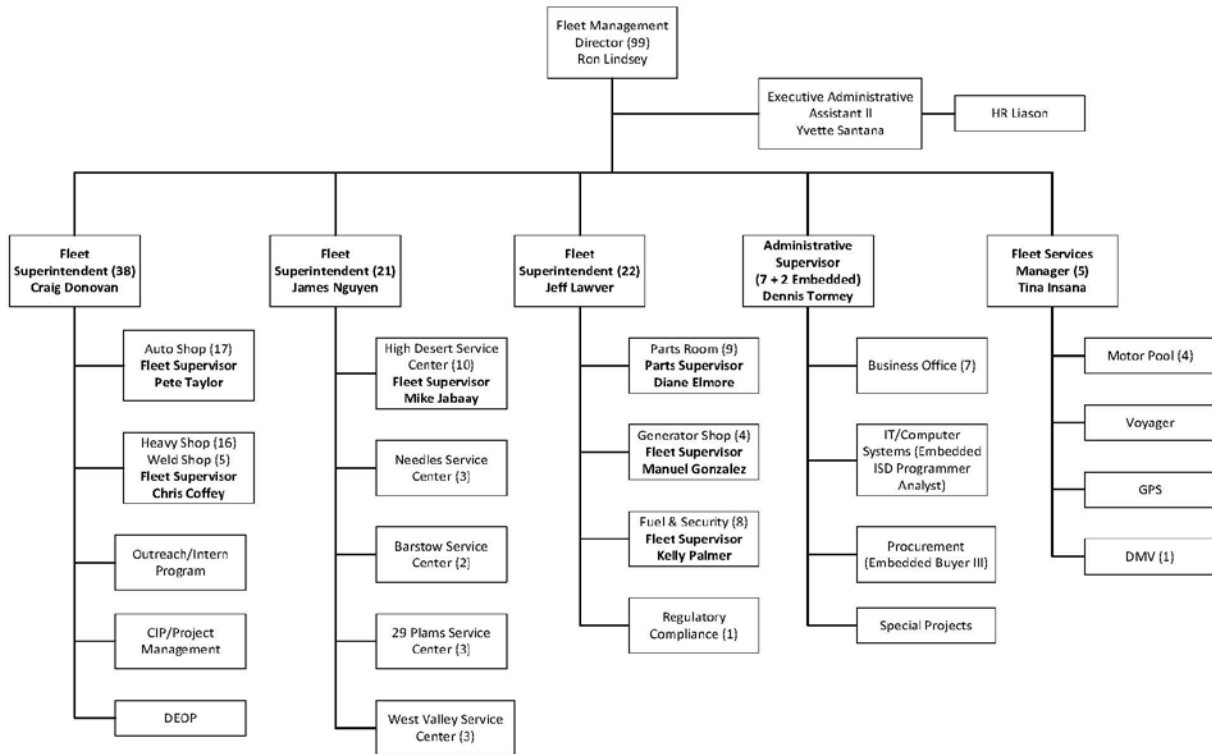 Fleet Management
Director (99)
Ron Lindsey
Executive Administrative
Assistant II
Yvette Santana
HR Liason
Fleet
Superintendent (38)
Craig Donovan
Fleet
Superintendent (21)
James Nguyen
Fleet
Superintendent (22)
Jeff Lawver
Administrative
Supervisor
(7 + 2 Embedded)
Dennis Tormey
Fleet Services
Manager (5)
Tina Insana
Auto Shop (17)
Fleet Supervisor
Pete Taylor
Heavy Shop (16)
Weld Shop (5)
Fleet Supervisor
Chris Coffey
Outreach/Intern
Program
CIP/Project
Management
DEOP
High Desert Service
Center (10)
Fleet Supervisor
Mike Jabaay
Needles Service
Center (3)
Barstow Service
Center (2)
29 Plams Service
Center (3)
West Valley Service
Center (3)
Parts Room (9)
Parts Supervisor
Diane Elmore
Generator Shop (4)
Fleet Supervisor
Manuel Gonzalez
Fuel & Security (8)
Fleet Supervisor
Kelly Palmer
Regulatory
Compliance (1)
Business Office (7)
IT/Computer
Systems (Embedded
ISD Programmer
Analyst)
Procurement
(Embedded Buyer III)
Special Projects
Motor Pool (4)
Voyager
GPS
DMV (1)